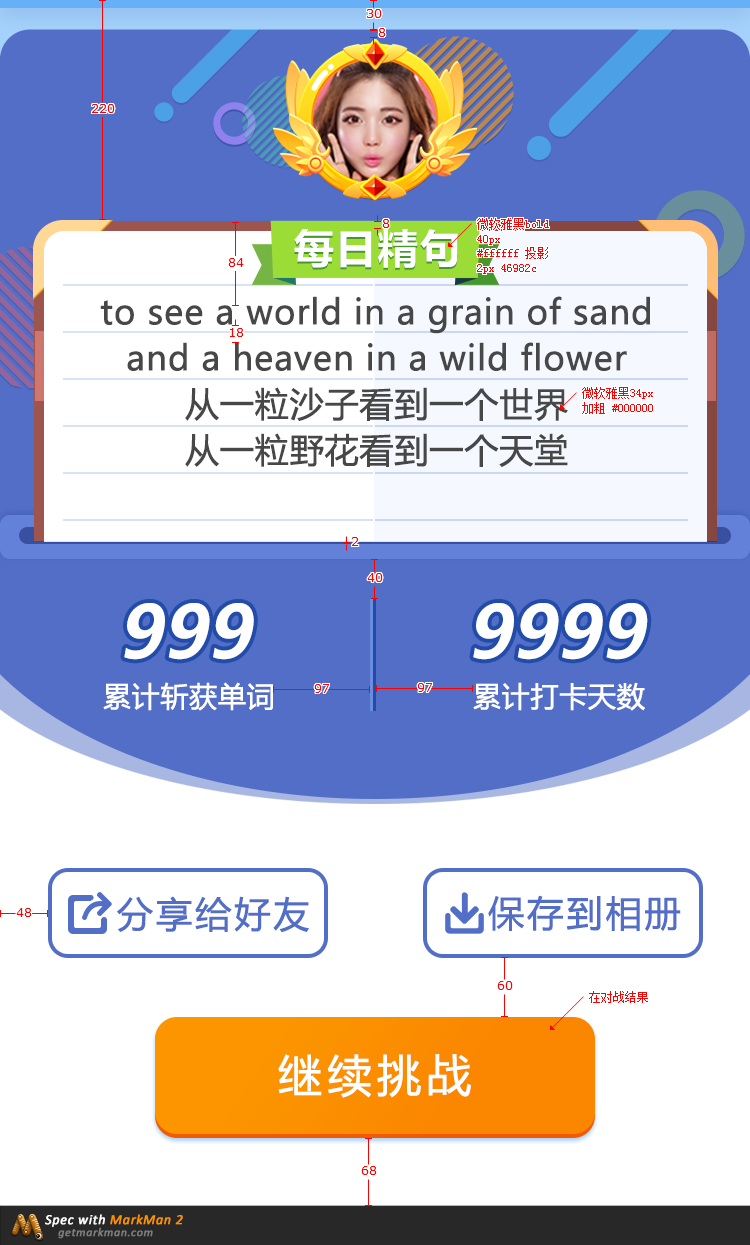 30
8
220
8
微软雅黑bold
40px
#ffffff 投影
2px 46982c
每日精句
84
to see a world in a grain of sand
18
and a heaven in a wild flower
从一粒沙子看到一个世界
微软雅黑34px
加粗 #000000
从一粒野花看到一个天堂
2
40
999
9999
累计斩获单词
97
97
累计打卡天数
48
分享给好友
保存到相册
60
在对战结果
继续挑战
68
Spec with MarkMan 2
getmarkman.com